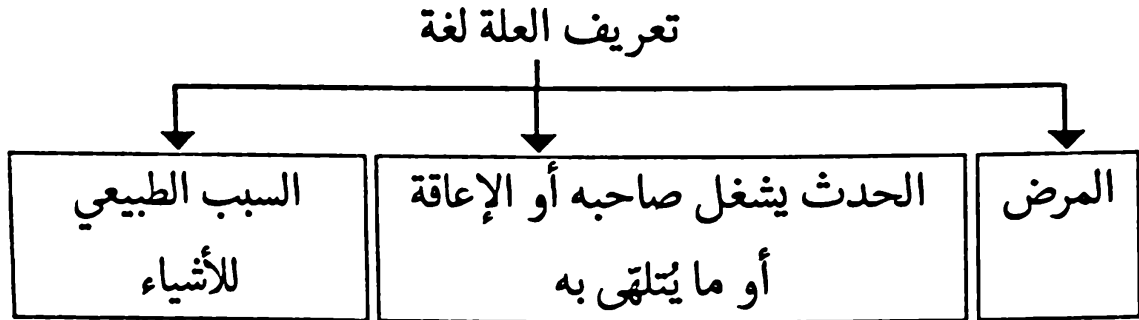 تعريف العلة لغة
المرض
الحدث يشغل صاحبه أو الإعاقة
أو ما يُتلهّى به
السبب الطبيعي
للأشياء